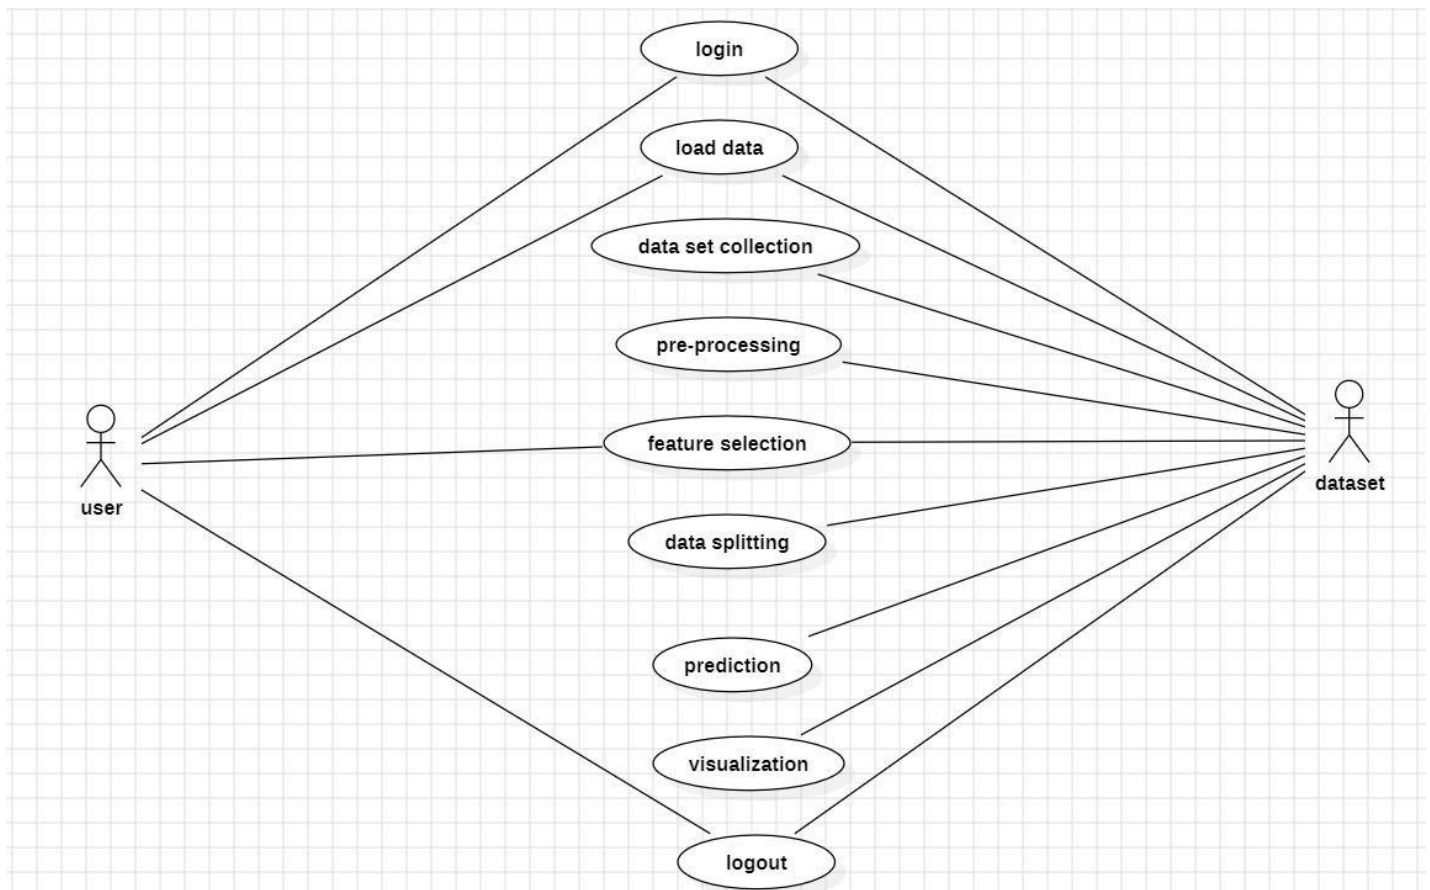 login
load data
data set collection
pre-processing
feature selection
user
dataset
data splitting
prediction
visualization
logout